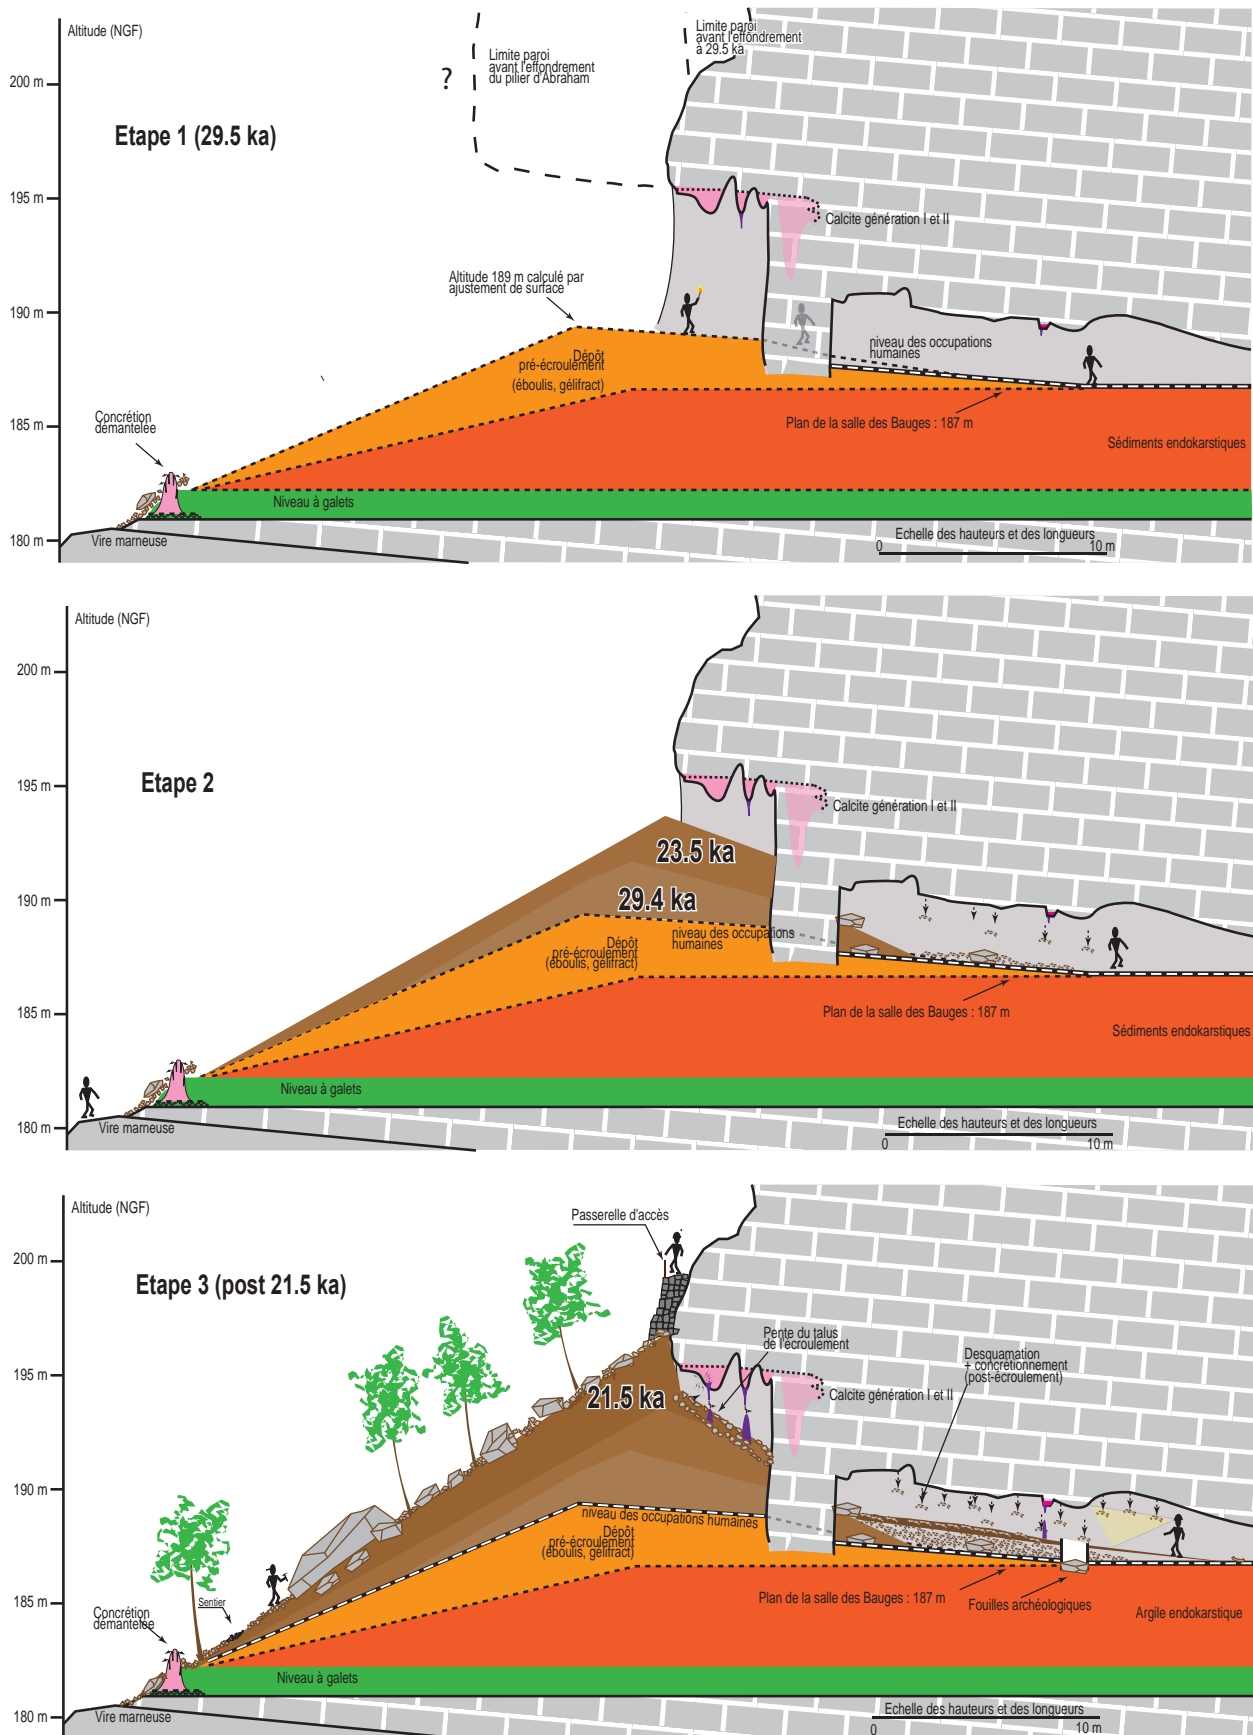 Altitude (NGF)
200 m
195 m
190 m
185 m
180 m
Etape 1 (29.5 ka)
?
Limite paroi
avant l'effondrement
du pilier d'Abraham
Limite paroi
avant l'effondrement
à 29.5 ka
Calcite génération I et II
Altitude 189 m calculé par
ajustement de surface
niveau des occupations
humaines
Dépôt
pré-écroulement
(éboulis, gélifract)
Concrétion
démantelée
Plan de la salle des Bauges : 187 m
Sédiments endokarstiques
Niveau à galets
Vire marneuse
Echelle des hauteurs et des longueurs
0
10 m
Altitude (NGF)
200 m
195 m
190 m
185 m
180 m
Etape 2
Calcite génération I et II
23.5 ka
29.4 ka
niveau des occupations
humaines
Dépôt
pré-écroulement
(éboulis, gélifract)
Plan de la salle des Bauges : 187 m
Sédiments endokarstiques
Niveau à galets
Vire marneuse
Echelle des hauteurs et des longueurs
0
10 m
Altitude (NGF)
200 m
195 m
190 m
185 m
180 m
Passerelle d'accès
Etape 3 (post 21.5 ka)
Pente du talus
de l'écroulement
Desquamation
+ concrétionnement
(post-écroulement)
21.5 ka
Calcite génération I et II
niveau des occupations humaines
Dépôt
pré-écroulement
(éboulis, gélifract)
Sentier
Concrétion
démantelée
Plan de la salle des Bauges : 187 m
Fouilles archéologiques
Argile endokarstique
Niveau à galets
Vire marneuse
Echelle des hauteurs et des longueurs
0
10 m